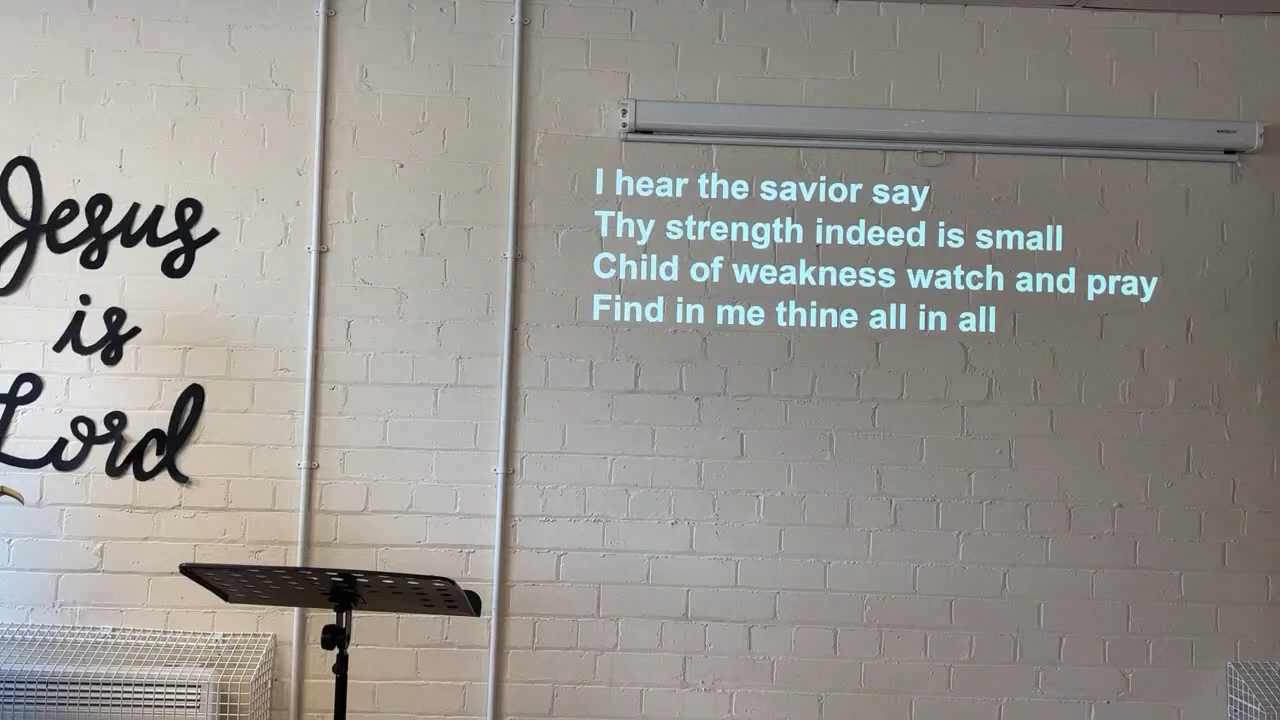 Jesus
is
Lord
I hear the savior say
Thy strength indeed is small
Child of weakness watch and pray
Find in me thine all in all